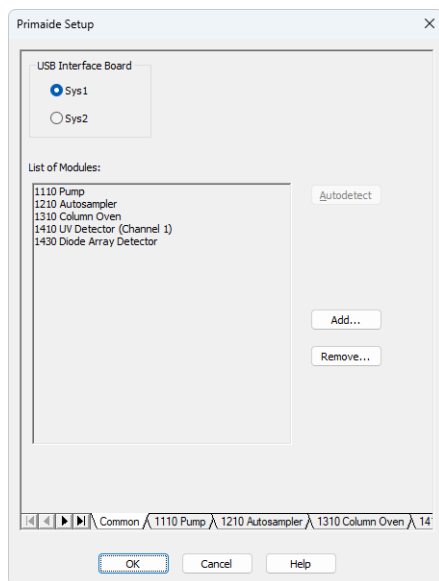 Primaide Setup
USB Interface Board
Sys1
Sys2
List of Modules:
1110 Pump
1210 Autosampler
1310 Column Oven
1410 UV Detector (Channel 1)
1430 Diode Array Detector
Autodetect
Add...
Remove...
Common 1110 Pump 1210 Autosampler 1310 Column Oven 14
OK Cancel Help